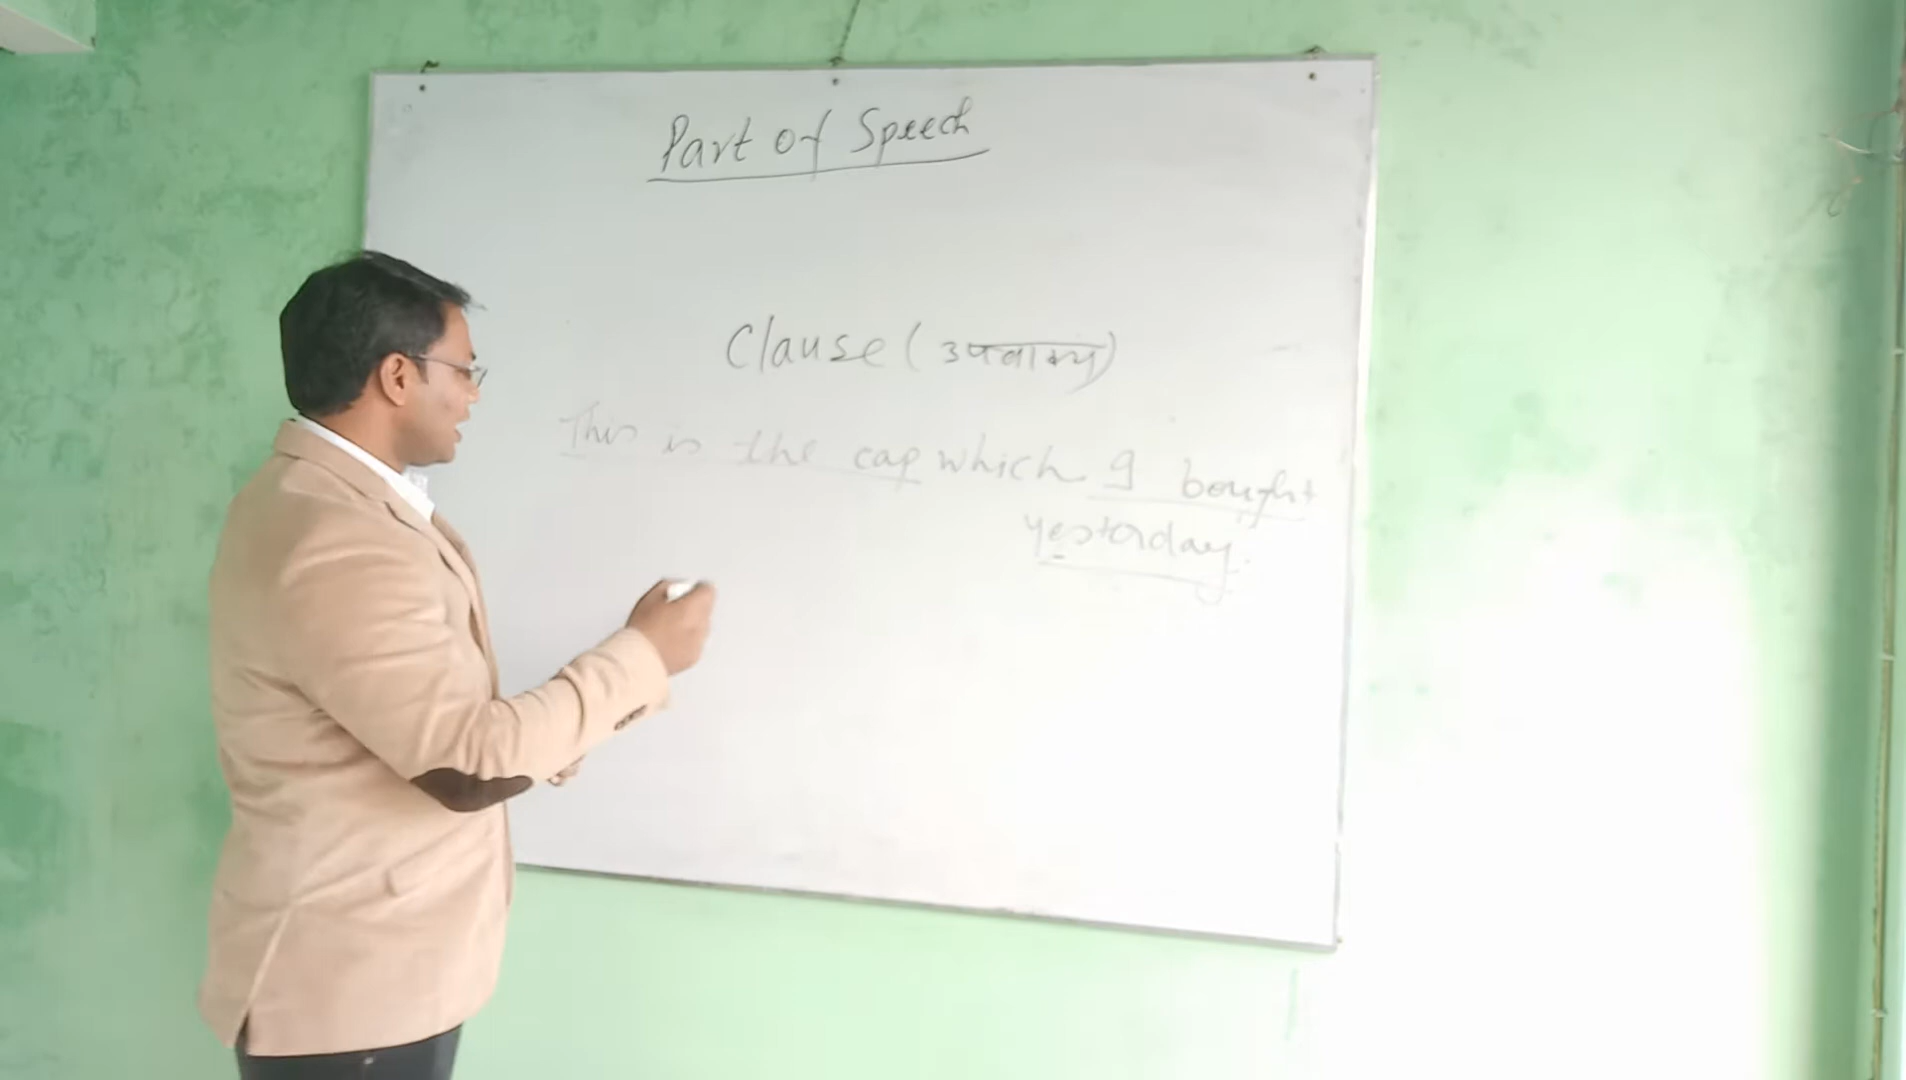 Part of Speech
Clause (उपवाक्य)
This is the cap which I bought
yesterday.